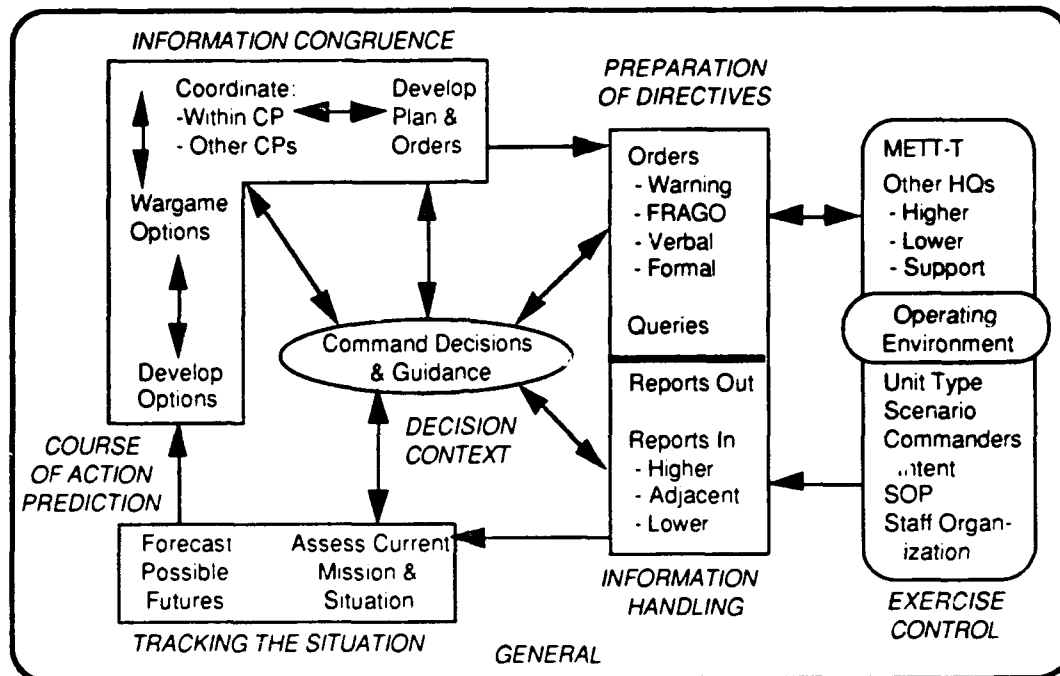 INFORMATION CONGRUENCE
Coordinate:
-Within CP
- Other CPs
Develop
Plan &
Orders
Wargame
Options
Develop
Options
COURSE
OF ACTION
PREDICTION
Forecast
Possible
Futures
Assess Current
Mission &
Situation
TRACKING THE SITUATION
Command Decisions
& Guidance
DECISION
CONTEXT
PREPARATION
OF DIRECTIVES
Orders
- Warning
- FRAGO
- Verbal
- Formal
Queries
Reports Out
Reports In
- Higher
- Adjacent
- Lower
INFORMATION
HANDLING
METT-T
Other HQs
- Higher
- Lower
- Support
Operating
Environment
Unit Type
Scenario
Commanders
ntent
SOP
Staff Organ-
ization
EXERCISE
CONTROL
GENERAL